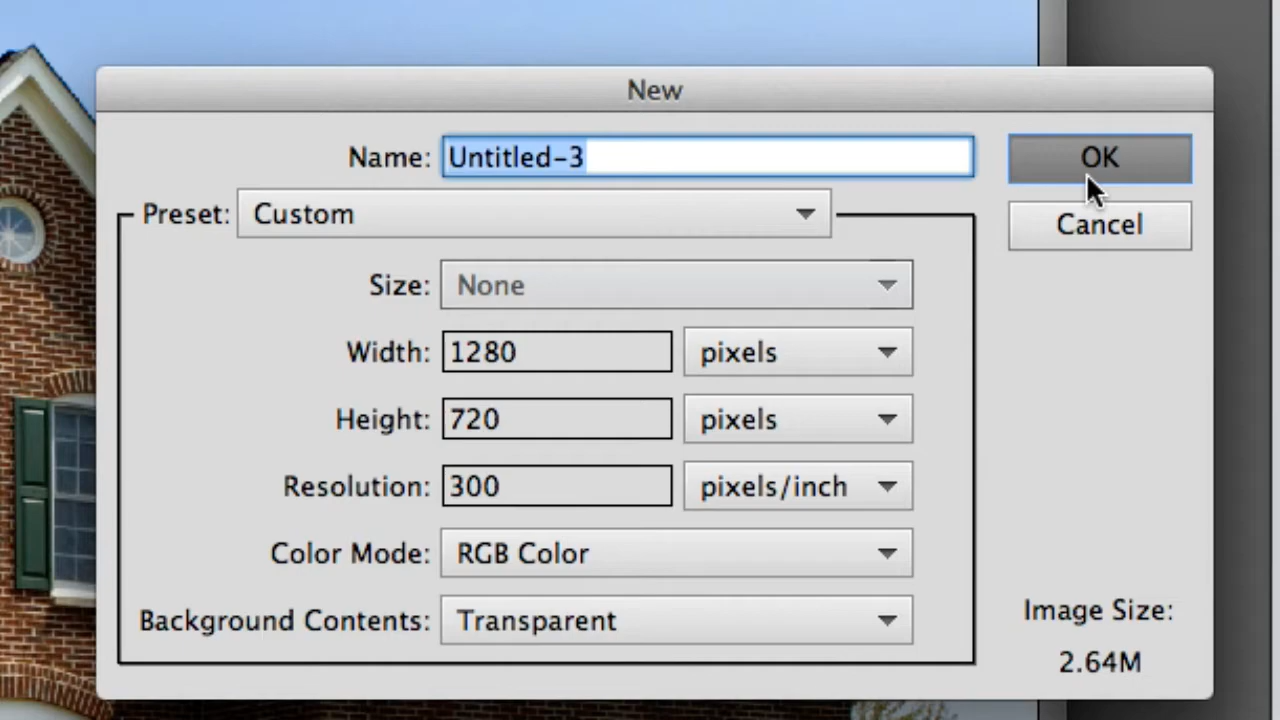 New
Name: Untitled-3
OK
Preset: Custom
Cancel
Size: None
Width: 1280 pixels
Height: 720 pixels
Resolution: 300 pixels/inch
Color Mode: RGB Color
Background Contents: Transparent
Image Size:
2.64M